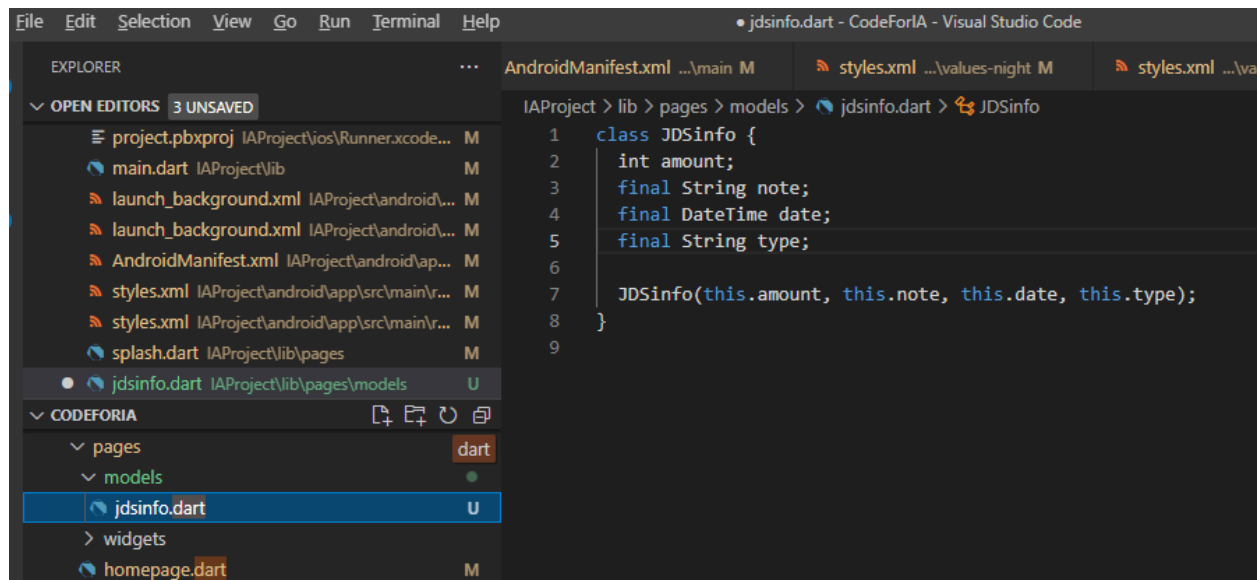 File Edit Selection View Go Run Terminal Help
● jdsinfo.dart - CodeForIA - Visual Studio Code
EXPLORER ···
OPEN EDITORS 3 UNSAVED
project.pbxproj IAProject\ios\Runner.xcode... M
main.dart IAProject\lib M
launch_background.xml IAProject\android\... M
launch_background.xml IAProject\android\... M
AndroidManifest.xml IAProject\android\ap... M
styles.xml IAProject\android\app\src\main\r... M
styles.xml IAProject\android\app\src\main\r... M
splash.dart IAProject\lib\pages M
● jdsinfo.dart IAProject\lib\pages\models U
CODEFORIA
pages dart
models
jdsinfo.dart U
widgets
homepage.dart M
AndroidManifest.xml ...\main M
styles.xml ...\values-night M
styles.xml ...\va
IAProject > lib > pages > models > jdsinfo.dart > JDSinfo
1 class JDSinfo {
2 int amount;
3 final String note;
4 final DateTime date;
5 final String type;
6
7 JDSinfo(this.amount, this.note, this.date, this.type);
8 }
9